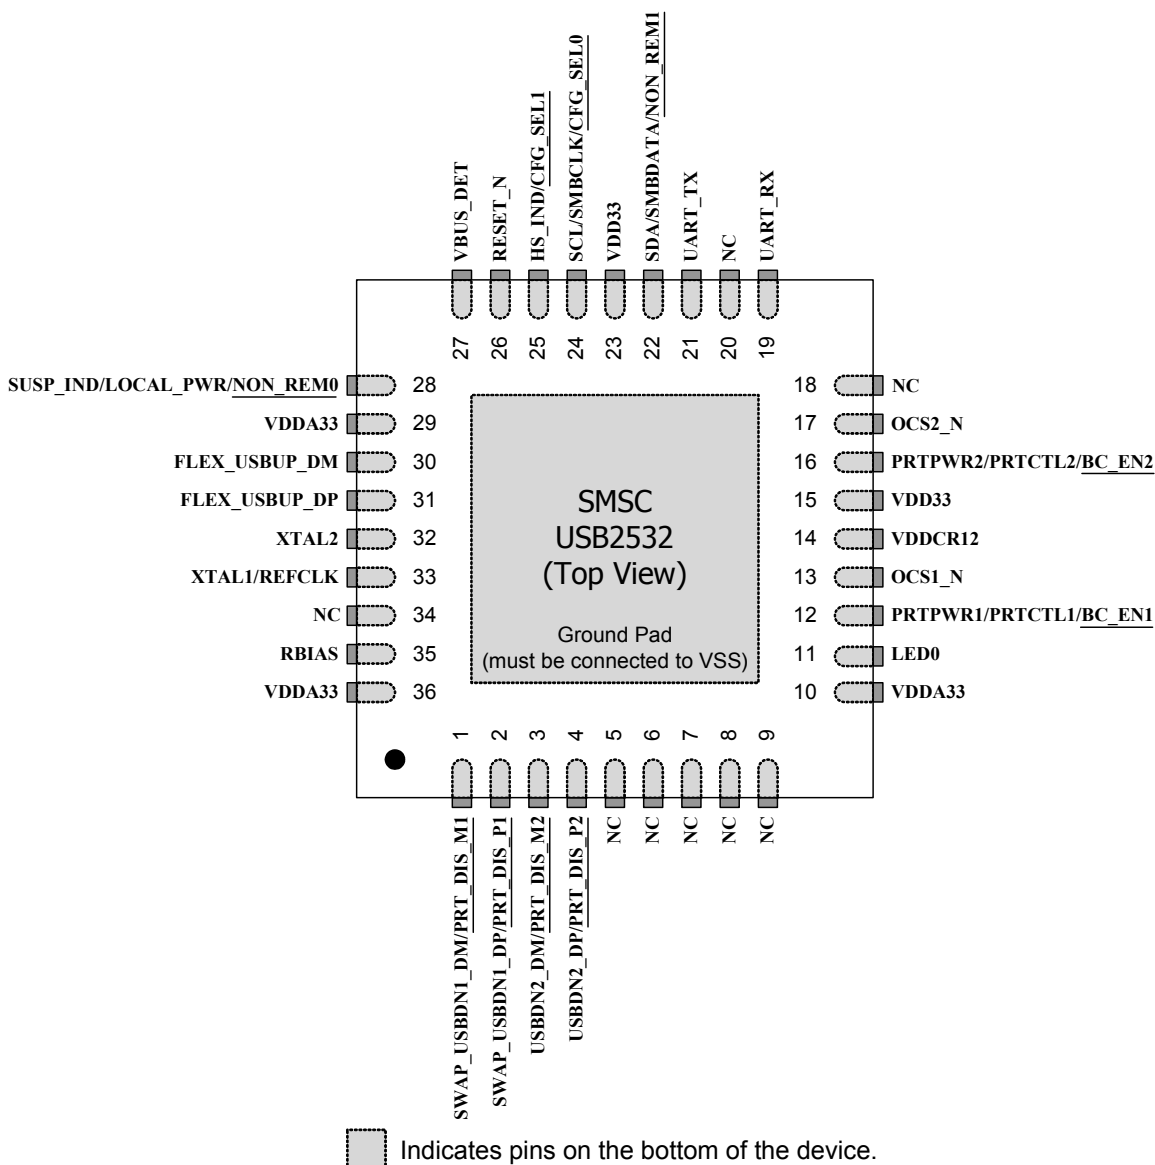 VBUS_DET
RESET_N
HS_IND/CFG_SEL1
SCL/SMBCLK/CFG_SEL0
VDD33
SDA/SMBDATA/NON_REM1
UART_TX
NC
UART_RX
27
26
25
24
23
22
21
20
19
SUSP_IND/LOCAL_PWR/NON_REM0 28
VDDA33 29
FLEX_USBUP_DM 30
FLEX_USBUP_DP 31
XTAL2 32
XTAL1/REFCLK 33
NC 34
RBIAS 35
VDDA33 36
SMSC
USB2532
(Top View)
Ground Pad
(must be connected to VSS)
18 NC
17 OCS2_N
16 PRTPWR2/PRTCTL2/BC_EN2
15 VDD33
14 VDDCR12
13 OCS1_N
12 PRTPWR1/PRTCTL1/BC_EN1
11 LED0
10 VDDA33
1
2
3
4
5
6
7
8
9
SWAP_USBDN1_DM/PRT_DIS_M1
SWAP_USBDN1_DP/PRT_DIS_P1
USBDN2_DM/PRT_DIS_M2
USBDN2_DP/PRT_DIS_P2
NC
NC
NC
NC
NC
Indicates pins on the bottom of the device.